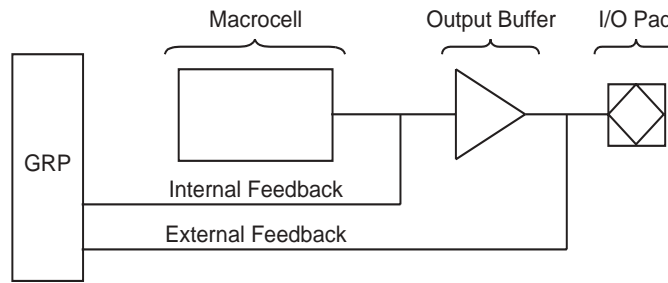 Macrocell
Output Buffer
I/O Pad
GRP
Internal Feedback
External Feedback